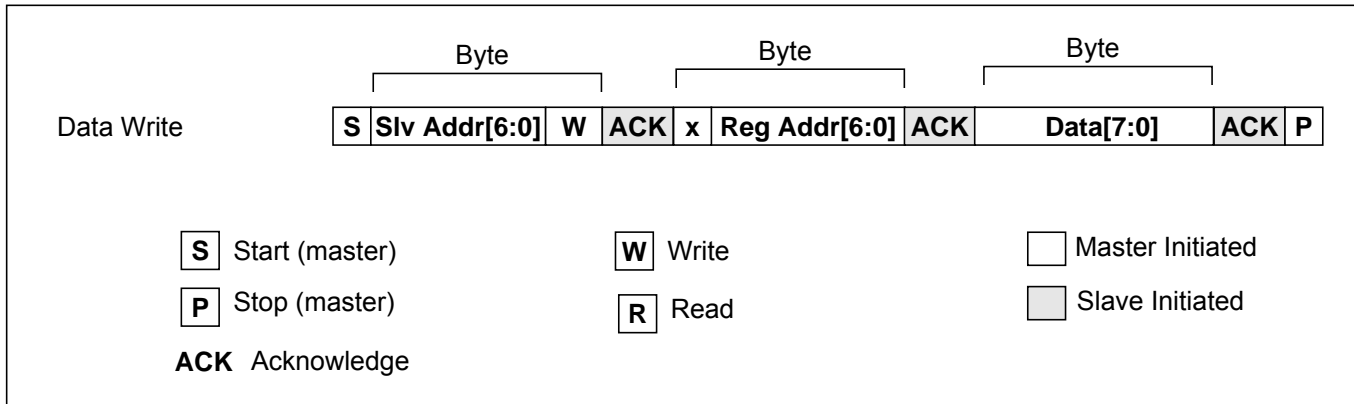 Byte Byte Byte
Data Write S Slv Addr[6:0] W ACK x Reg Addr[6:0] ACK Data[7:0] ACK P
S Start (master) W Write Master Initiated
P Stop (master) R Read Slave Initiated
ACK Acknowledge